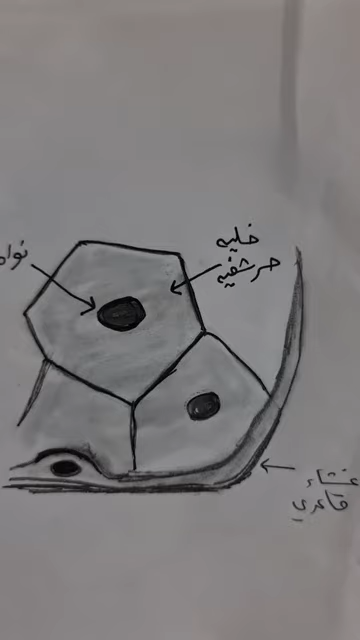 خليه
حرشفيه
نواه
غشاء
قاعدي